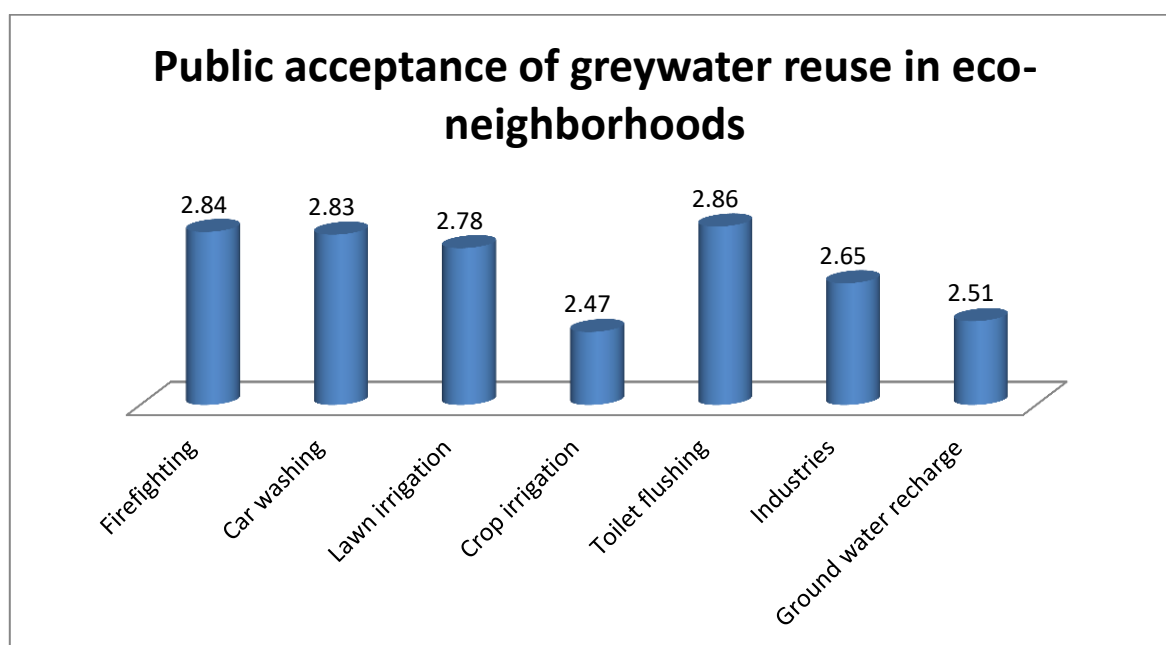 Public acceptance of greywater reuse in eco-
neighborhoods
2.84
2.83
2.78
2.47
2.86
2.65
2.51
Firefighting
Car washing
Lawn irrigation
Crop irrigation
Toilet flushing
Industries
Ground water recharge